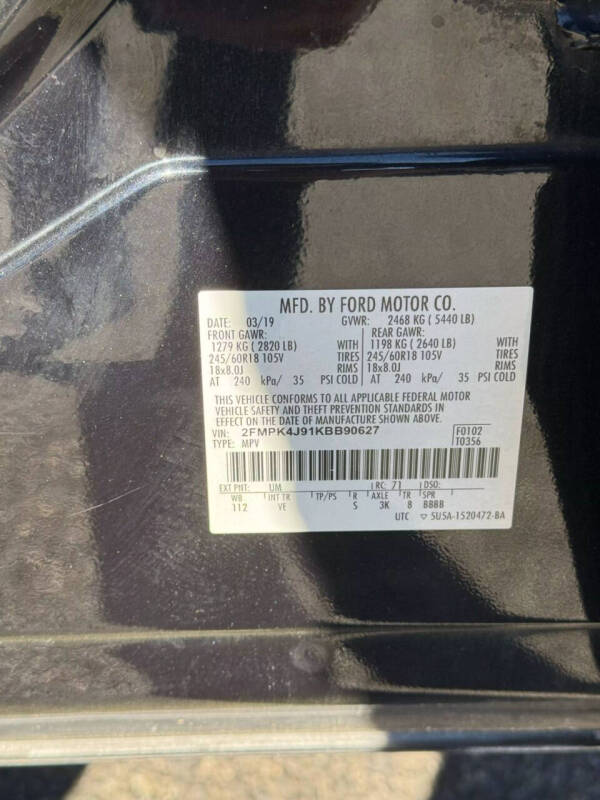 MFD. BY FORD MOTOR CO.
DATE: 03/19 GVWR: 2468 KG ( 5440 LB)
FRONT GAWR: REAR GAWR:
1279 KG ( 2820 LB) WITH 1198 KG ( 2640 LB) WITH
245/60R18 105V TIRES 245/60R18 105V TIRES
18x8.0J RIMS 18x8.0J RIMS
AT 240 kPa/ 35 PSI COLD AT 240 kPa/ 35 PSI COLD
THIS VEHICLE CONFORMS TO ALL APPLICABLE FEDERAL MOTOR
VEHICLE SAFETY AND THEFT PREVENTION STANDARDS IN
EFFECT ON THE DATE OF MANUFACTURE SHOWN ABOVE.
VIN: 2FMPK4J91KBB90627 F0102
TYPE: MPV T0356
EXT PNT: UM RC: 71 DSO:
WB INT TR TP/PS R AXLE TR SPR
112 VE S 3K 8 BBBB
UTC ▽ 5U5A-1520472-BA